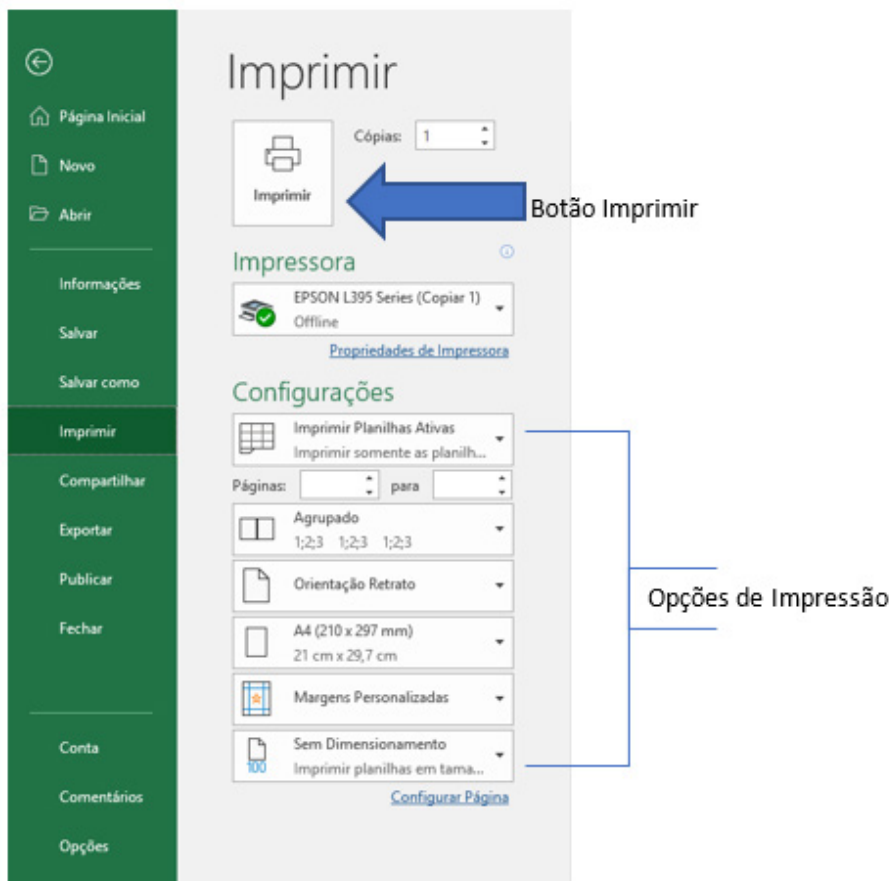 Imprimir
Página Inicial
Novo
Abrir
Informações
Salvar
Salvar como
Imprimir
Compartilhar
Exportar
Publicar
Fechar
Conta
Comentários
Opções
Cópias: 1
Imprimir
Botão Imprimir
Impressora
EPSON L395 Series (Copiar 1)
Offline
Propriedades de Impressora
Configurações
Imprimir Planilhas Ativas
Imprimir somente as planilh...
Páginas: para
Agrupado
1;2;3 1;2;3 1;2;3
Orientação Retrato
A4 (210 x 297 mm)
21 cm x 29,7 cm
Margens Personalizadas
Sem Dimensionamento
100
Imprimir planilhas em tama...
Configurar Página
Opções de Impressão